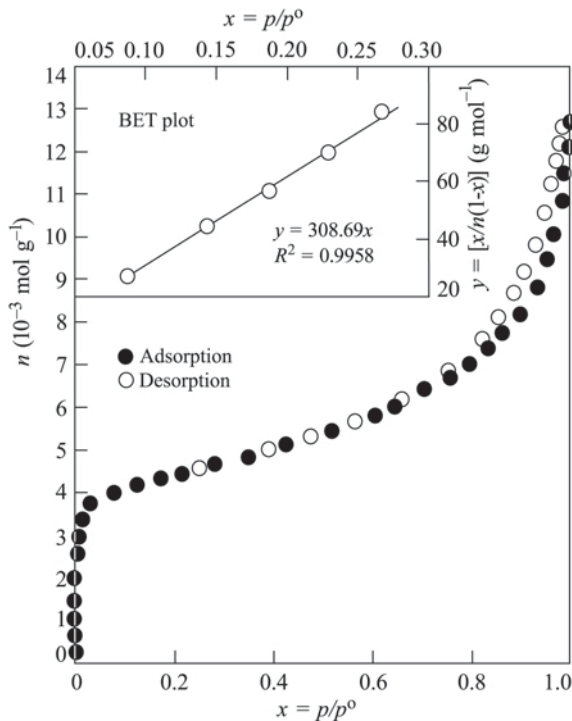 x = p/pº
0.05 0.10 0.15 0.20 0.25 0.30
14
13
12
11
10
9
8
7
6
5
4
3
2
1
0
n (10⁻³ mol g⁻¹)
BET plot
y = 308.69x
R² = 0.9958
80
60
40
20
y = [x/n(1-x)] (g mol⁻¹)
Adsorption
Desorption
0 0.2 0.4 0.6 0.8 1.0
x = p/pº